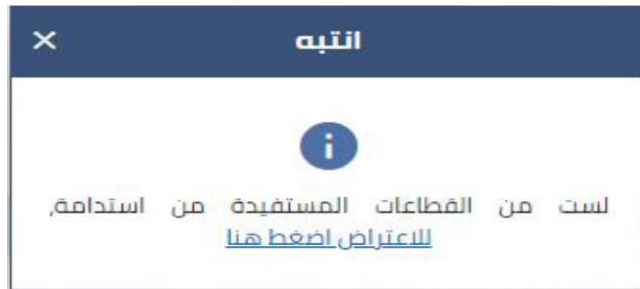 انتبه
لست من القطاعات المستفيدة من استدامة,
للاعتراض اضغط هنا